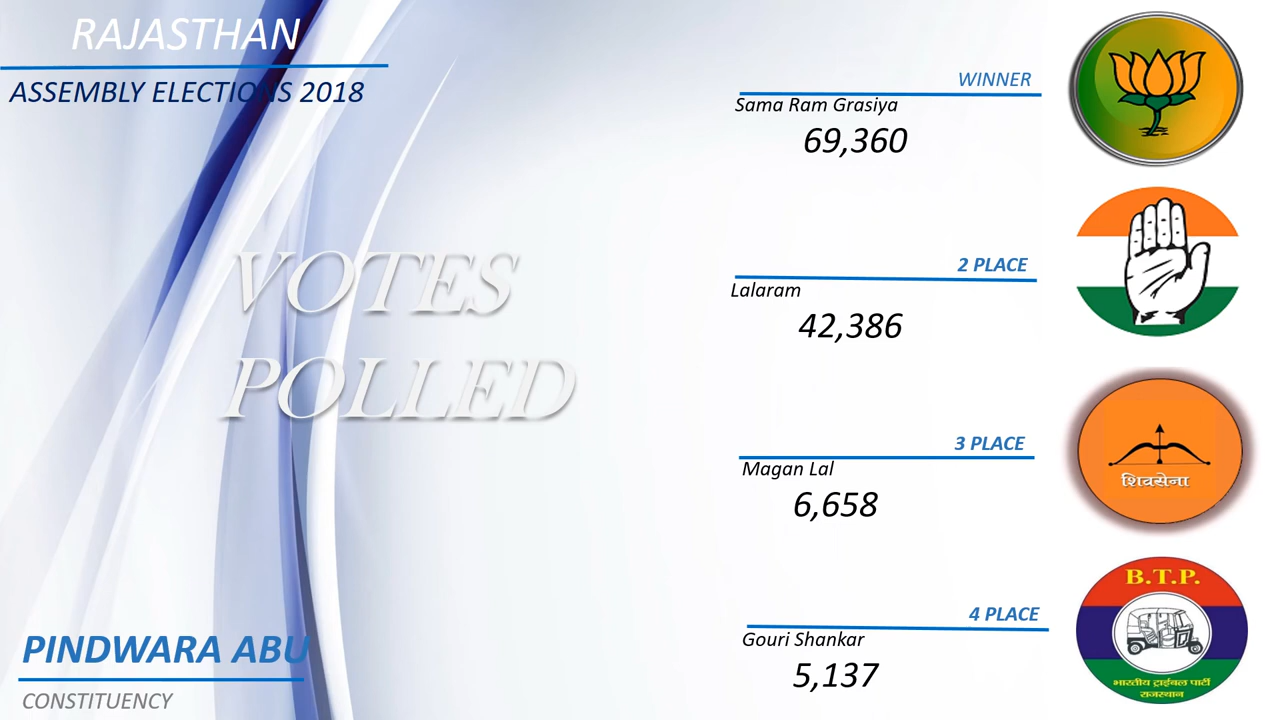 RAJASTHAN
ASSEMBLY ELECTIONS 2018
VOTES
POLLED
PINDWARA ABU
CONSTITUENCY
WINNER
Sama Ram Grasiya
69,360
2 PLACE
Lalaram
42,386
3 PLACE
Magan Lal
6,658
शिवसेना
4 PLACE
Gouri Shankar
5,137
B.T.P.
भारतीय ट्राईबल पार्टी
राजस्थान